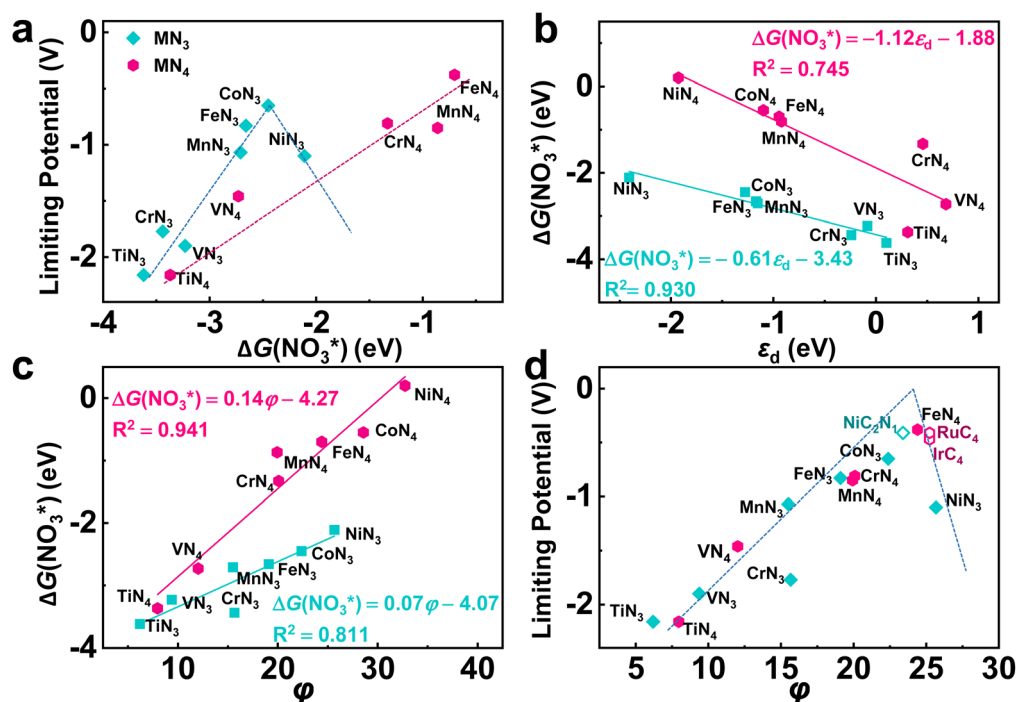 a
MN₃
MN₄
CoN₃
FeN₃
MnN₃
NiN₃
CrN₃
VN₃
TiN₃
VN₄
TiN₄
CrN₄
MnN₄
FeN₄
0
-1
-2
Limiting Potential (V)
-4
-3
-2
-1
ΔG(NO₃*) (eV)
b
ΔG(NO₃*) = −1.12εd − 1.88
R² = 0.745
NiN₄
CoN₄
FeN₄
MnN₄
CrN₄
VN₄
TiN₄
NiN₃
CoN₃
FeN₃
MnN₃
VN₃
CrN₃
TiN₃
ΔG(NO₃*) = − 0.61εd − 3.43
R² = 0.930
2
0
-2
-4
ΔG(NO₃*) (eV)
-2
-1
0
1
εd (eV)
c
ΔG(NO₃*) = 0.14φ − 4.27
R² = 0.941
NiN₄
CoN₄
FeN₄
MnN₄
CrN₄
VN₄
TiN₄
NiN₃
CoN₃
FeN₃
MnN₃
CrN₃
VN₃
TiN₃
ΔG(NO₃*) = 0.07φ − 4.07
R² = 0.811
0
-2
-4
ΔG(NO₃*) (eV)
10
20
30
40
φ
d
NiC₂N₁
FeN₄
RuC₄
IrC₄
CoN₃
FeN₃
CrN₄
MnN₄
MnN₃
NiN₃
VN₄
CrN₃
VN₃
TiN₃
TiN₄
0
-1
-2
Limiting Potential (V)
5
10
15
20
25
30
φ